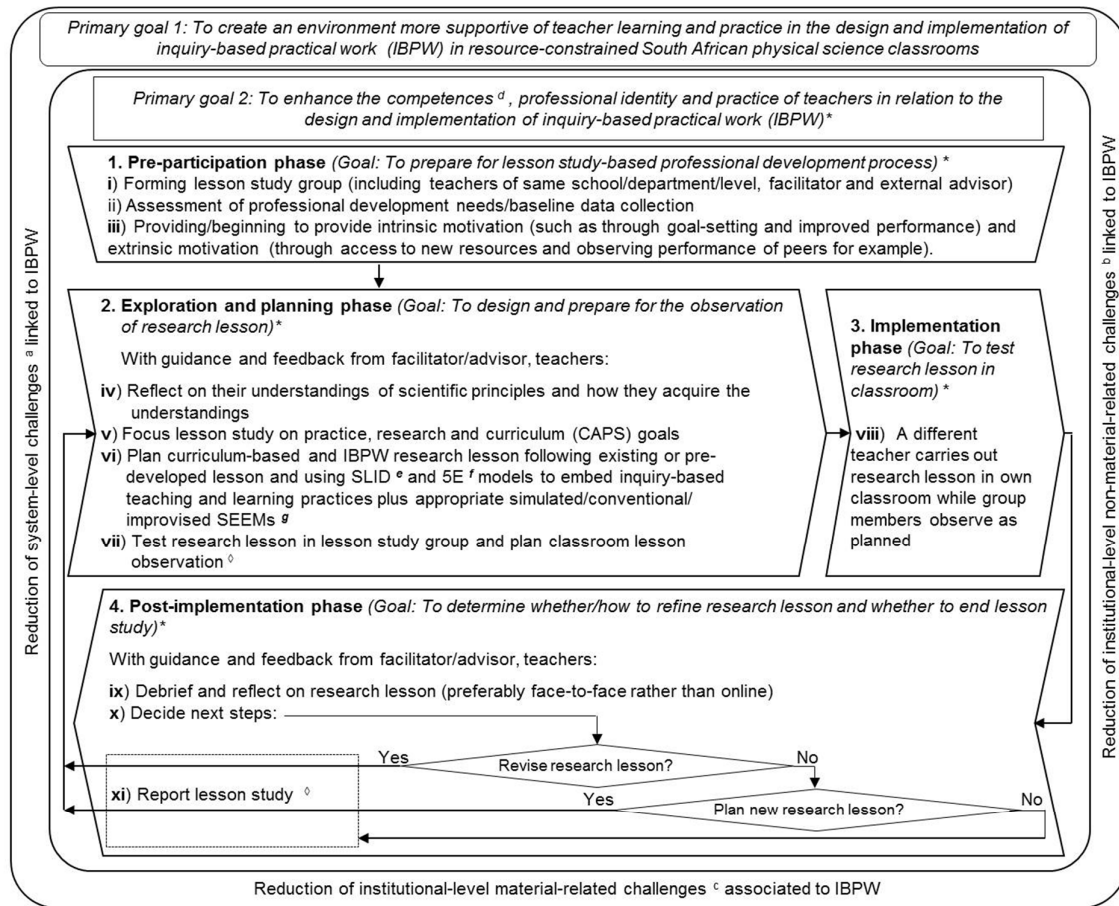 Primary goal 1: To create an environment more supportive of teacher learning and practice in the design and implementation of
inquiry-based practical work (IBPW) in resource-constrained South African physical science classrooms
Primary goal 2: To enhance the competences d , professional identity and practice of teachers in relation to the
design and implementation of inquiry-based practical work (IBPW)*
1. Pre-participation phase (Goal: To prepare for lesson study-based professional development process) *
i) Forming lesson study group (including teachers of same school/department/level, facilitator and external advisor)
ii) Assessment of professional development needs/baseline data collection
iii) Providing/beginning to provide intrinsic motivation (such as through goal-setting and improved performance) and
extrinsic motivation (through access to new resources and observing performance of peers for example).
2. Exploration and planning phase (Goal: To design and prepare for the observation
of research lesson)*
With guidance and feedback from facilitator/advisor, teachers:
iv) Reflect on their understandings of scientific principles and how they acquire the
understandings
v) Focus lesson study on practice, research and curriculum (CAPS) goals
vi) Plan curriculum-based and IBPW research lesson following existing or pre-
developed lesson and using SLID e and 5E f models to embed inquiry-based
teaching and learning practices plus appropriate simulated/conventional/
improvised SEEMs g
vii) Test research lesson in lesson study group and plan classroom lesson
observation ◊
3. Implementation
phase (Goal: To test
research lesson in
classroom) *
viii) A different
teacher carries out
research lesson in own
classroom while group
members observe as
planned
4. Post-implementation phase (Goal: To determine whether/how to refine research lesson and whether to end lesson
study)*
With guidance and feedback from facilitator/advisor, teachers:
ix) Debrief and reflect on research lesson (preferably face-to-face rather than online)
x) Decide next steps:
Yes
Revise research lesson?
No
xi) Report lesson study ◊
Yes
Plan new research lesson?
No
Reduction of system-level challenges a linked to IBPW
Reduction of institutional-level non-material-related challenges b linked to IBPW
Reduction of institutional-level material-related challenges c associated to IBPW